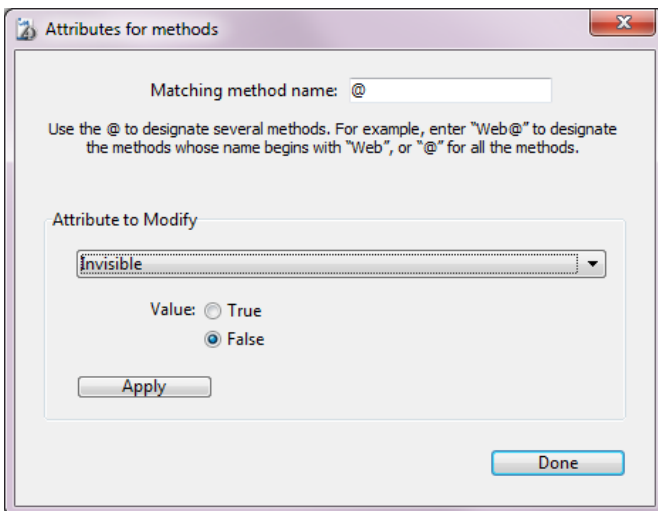 Attributes for methods
Matching method name: @
Use the @ to designate several methods. For example, enter "Web@" to designate
the methods whose name begins with "Web", or "@" for all the methods.
Attribute to Modify
Invisible
Value: True
False
Apply
Done